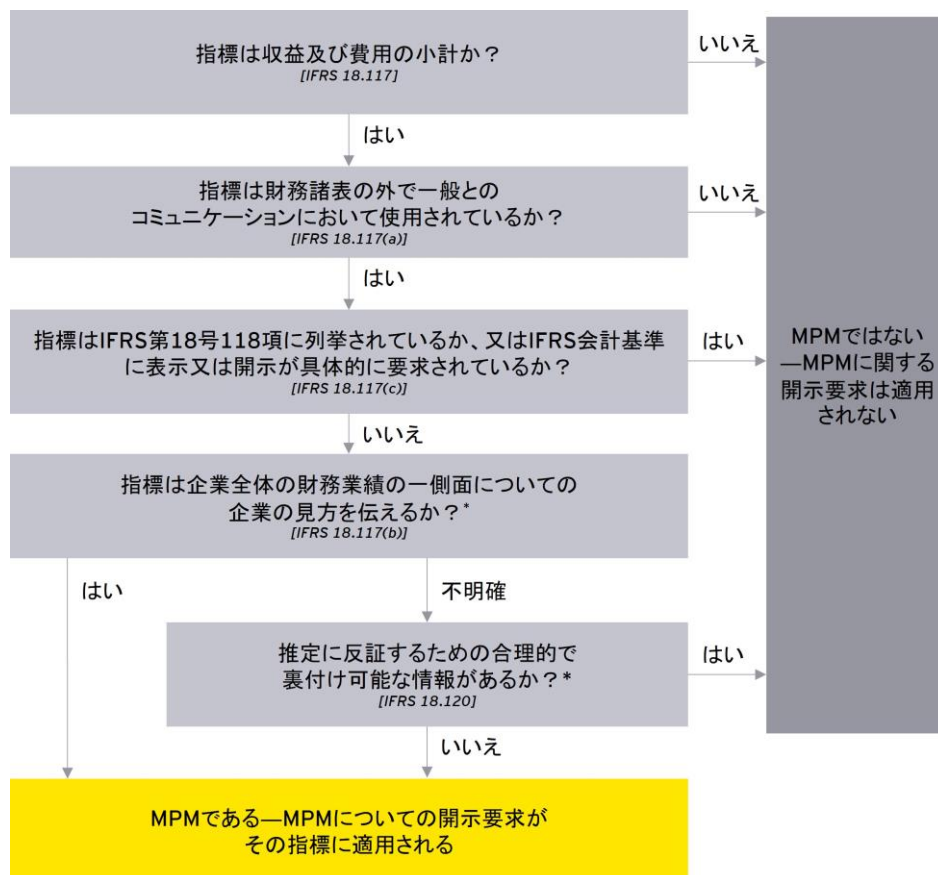 指標は収益及び費用の小計か？
[IFRS 18.117]
いいえ
はい
指標は財務諸表の外で一般との
コミュニケーションにおいて使用されているか？
[IFRS 18.117(a)]
いいえ
はい
指標はIFRS第18号118項に列挙されているか、又はIFRS会計基準
に表示又は開示が具体的に要求されているか？
[IFRS 18.117(c)]
はい
いいえ
MPMではない
―MPMに関する
開示要求は適用
されない
指標は企業全体の財務業績の一側面についての
企業の見方を伝えるか？*
[IFRS 18.117(b)]
はい
不明確
推定に反証するための合理的で
裏付け可能な情報があるか？*
[IFRS 18.120]
はい
いいえ
MPMである―MPMについての開示要求が
その指標に適用される